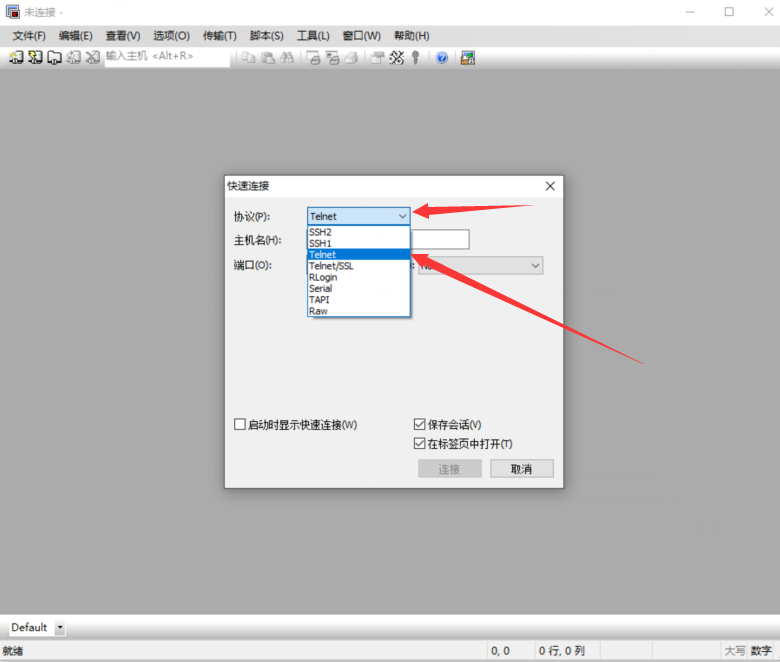 未连接 -
文件(F) 编辑(E) 查看(V) 选项(O) 传输(T) 脚本(S) 工具(L) 窗口(W) 帮助(H)
输入主机 <Alt+R>
快速连接
协议(P): Telnet
主机名(H):
端口(O):
SSH2
SSH1
Telnet
Telnet/SSL
RLogin
Serial
TAPI
Raw
启动时显示快速连接(W)
保存会话(V)
在标签页中打开(T)
连接 取消
Default
就绪 0, 0 0 行, 0 列 大写 数字